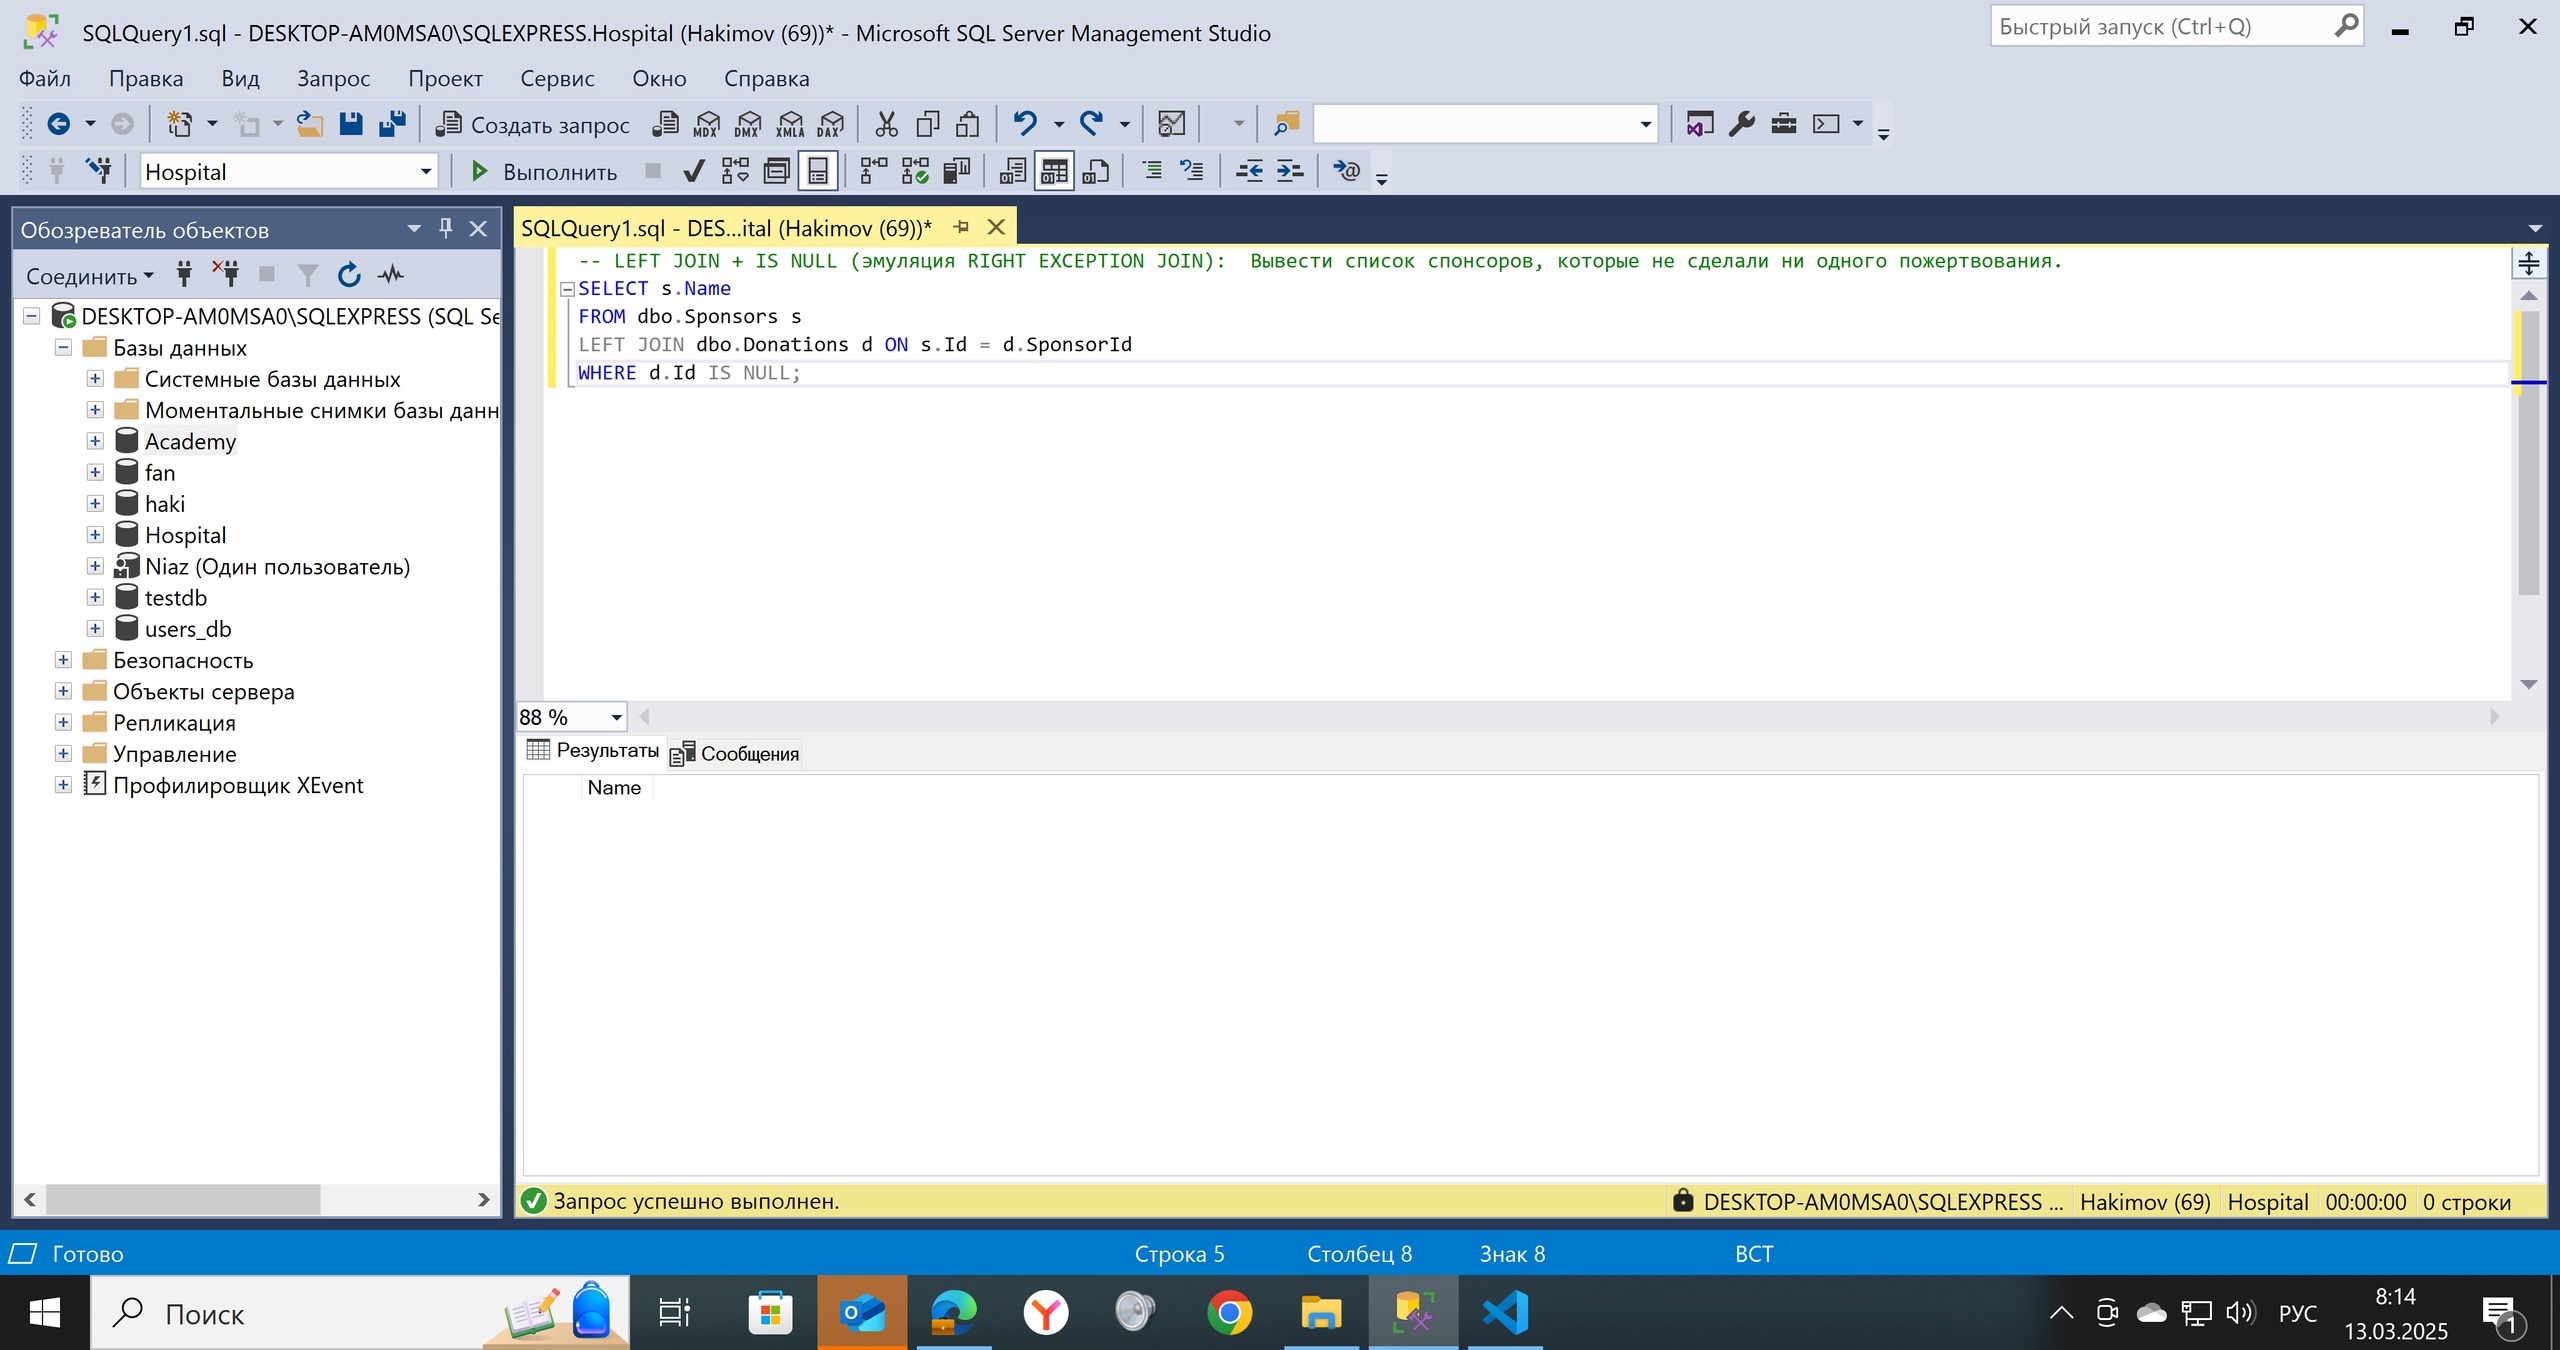 SQLQuery1.sql - DESKTOP-AM0MSA0\SQLEXPRESS.Hospital (Hakimov (69))* - Microsoft SQL Server Management Studio
Быстрый запуск (Ctrl+Q)
Файл Правка Вид Запрос Проект Сервис Окно Справка
Создать запрос MDX DMX XMLA DAX
Hospital Выполнить
Обозреватель объектов
Соединить
DESKTOP-AM0MSA0\SQLEXPRESS (SQL Se
Базы данных
Системные базы данных
Моментальные снимки базы данн
Academy
fan
haki
Hospital
Niaz (Один пользователь)
testdb
users_db
Безопасность
Объекты сервера
Репликация
Управление
Профилировщик XEvent
SQLQuery1.sql - DES...ital (Hakimov (69))*
-- LEFT JOIN + IS NULL (эмуляция RIGHT EXCEPTION JOIN):  Вывести список спонсоров, которые не сделали ни одного пожертвования.
SELECT s.Name
FROM dbo.Sponsors s
LEFT JOIN dbo.Donations d ON s.Id = d.SponsorId
WHERE d.Id IS NULL;
88 %
Результаты Сообщения
Name
Запрос успешно выполнен.
DESKTOP-AM0MSA0\SQLEXPRESS ... Hakimov (69) Hospital 00:00:00 0 строки
Готово Строка 5 Столбец 8 Знак 8 ВСТ
Поиск
РУС
8:14
13.03.2025
1